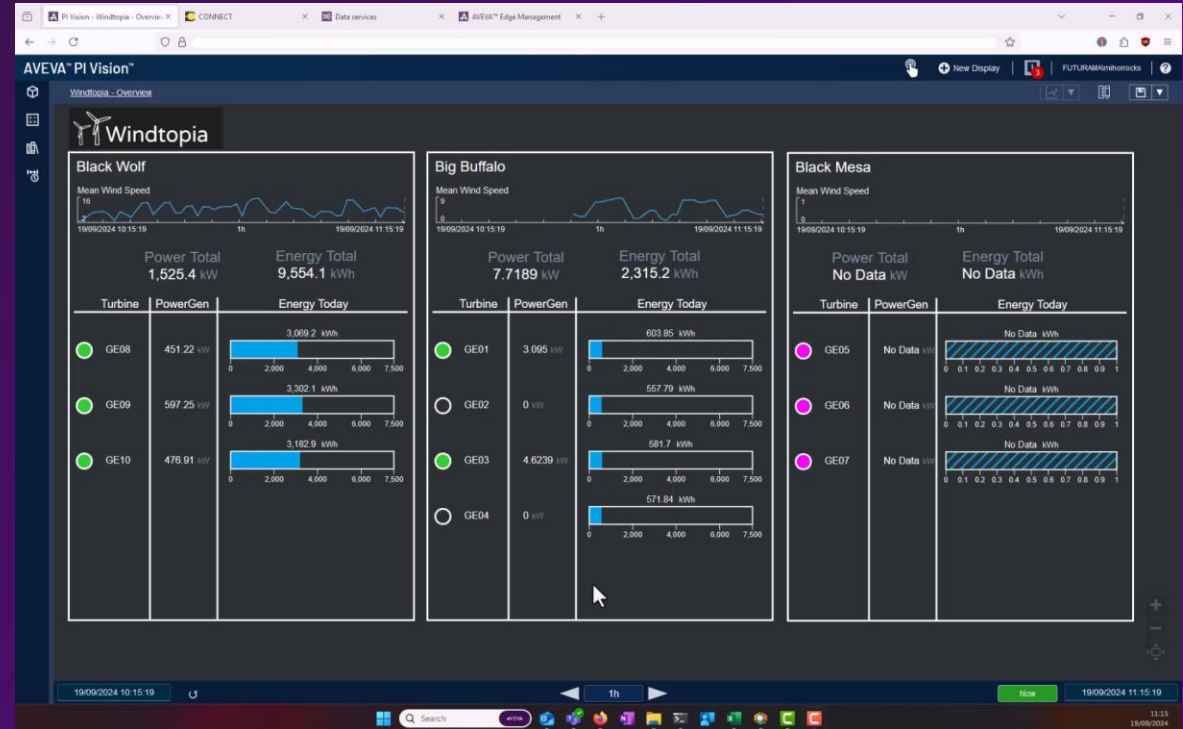 PI Vision - Windtopia - Overvie
CONNECT
Data services
AVEVA™ Edge Management
AVEVA™ PI Vision™
New Display
3
Windtopia - Overview
Windtopia
Black Wolf
Mean Wind Speed
16
2
19/09/2024 10:15:19 1h 19/09/2024 11:15:19
Power Total Energy Total
1,525.4 kW 9,554.1 kWh
Turbine PowerGen Energy Today
3,069.2 kWh
GE08 451.22 kW
0 2,000 4,000 6,000 7,500
3,302.1 kWh
GE09 597.25 kW
0 2,000 4,000 6,000 7,500
3,182.9 kWh
GE10 476.91 kW
0 2,000 4,000 6,000 7,500
Big Buffalo
Mean Wind Speed
9
0
19/09/2024 10:15:19 1h 19/09/2024 11:15:19
Power Total Energy Total
7.7189 kW 2,315.2 kWh
Turbine PowerGen Energy Today
603.85 kWh
GE01 3.095 kW
0 2,000 4,000 6,000 7,500
557.79 kWh
GE02 0 kW
0 2,000 4,000 6,000 7,500
581.7 kWh
GE03 4.6239 kW
0 2,000 4,000 6,000 7,500
571.84 kWh
GE04 0 kW
0 2,000 4,000 6,000 7,500
Black Mesa
Mean Wind Speed
1
0
19/09/2024 10:15:19 1h 19/09/2024 11:15:19
Power Total Energy Total
No Data kW No Data kWh
Turbine PowerGen Energy Today
No Data kWh
GE05 No Data kW
0 0.1 0.2 0.3 0.4 0.5 0.6 0.7 0.8 0.9 1
No Data kWh
GE06 No Data kW
0 0.1 0.2 0.3 0.4 0.5 0.6 0.7 0.8 0.9 1
No Data kWh
GE07 No Data kW
0 0.1 0.2 0.3 0.4 0.5 0.6 0.7 0.8 0.9 1
19/09/2024 10:15:19 1h Now 19/09/2024 11:15:19
Search AVEVA
11:15
19/09/2024